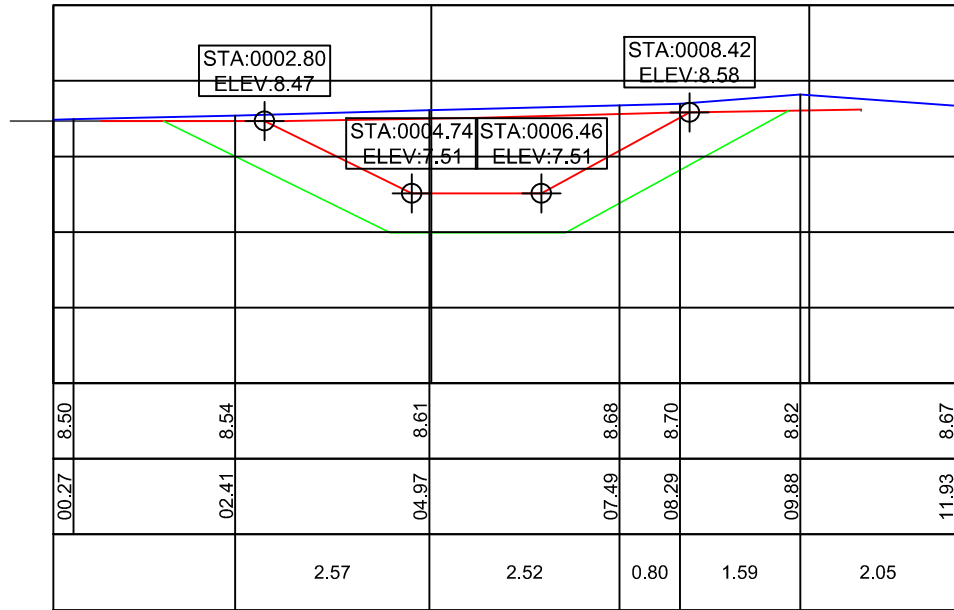 STA:0002.80
ELEV:8.47
STA:0008.42
ELEV:8.58
STA:0004.74
ELEV:7.51
STA:0006.46
ELEV:7.51
8.50
8.54
8.61
8.68
8.70
8.82
8.67
00.27
02.41
04.97
07.49
08.29
09.88
11.93
2.57
2.52
0.80
1.59
2.05